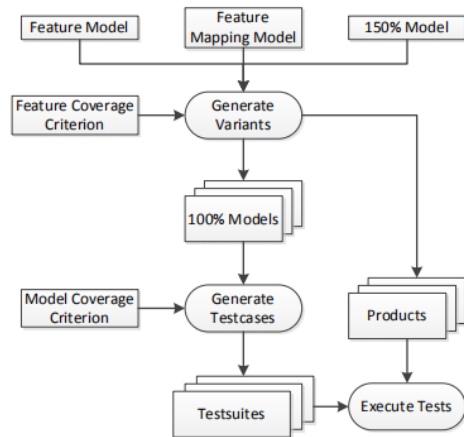 Feature Model
Feature
Mapping Model
150% Model
Feature Coverage
Criterion
Generate
Variants
100% Models
Model Coverage
Criterion
Generate
Testcases
Products
Testsuites
Execute Tests